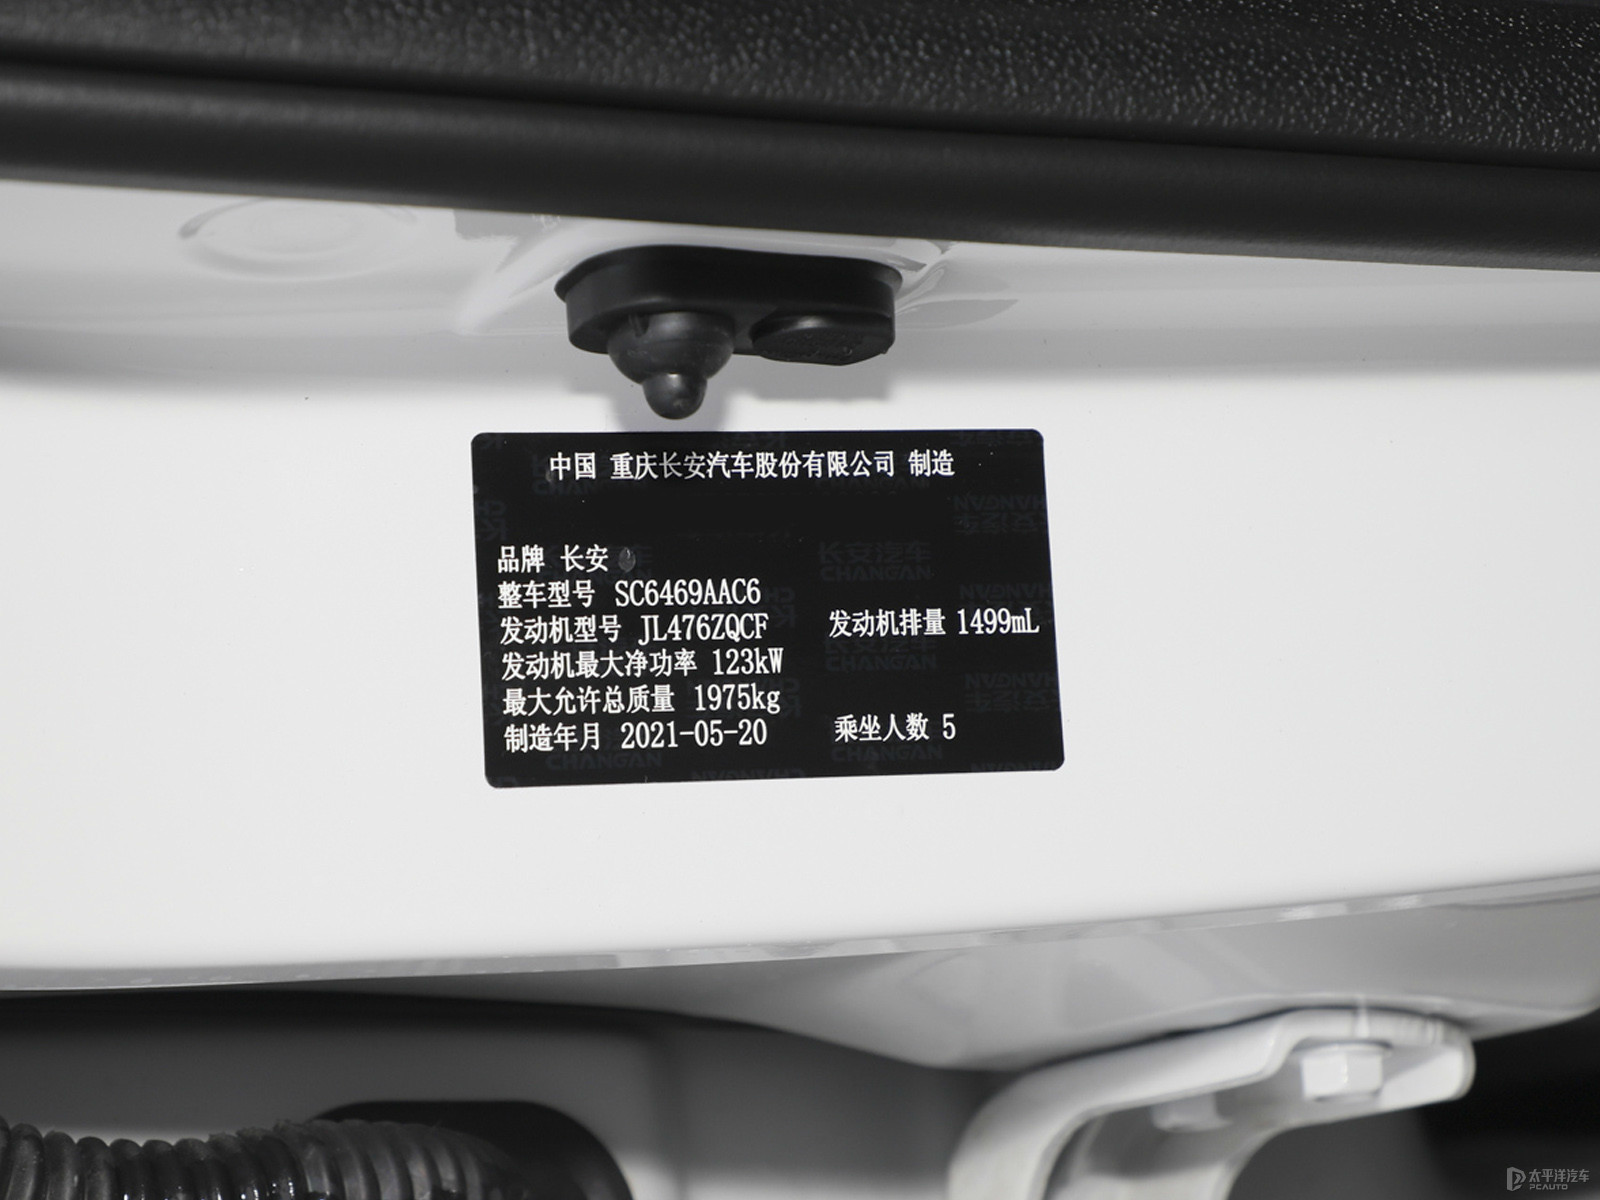 中国 重庆长安汽车股份有限公司 制造
品牌 长安
整车型号 SC6469AAC6
发动机型号 JL476ZQCF 发动机排量 1499mL
发动机最大净功率 123kW
最大允许总质量 1975kg
制造年月 2021-05-20 乘坐人数 5
太平洋汽车
PCAUTO